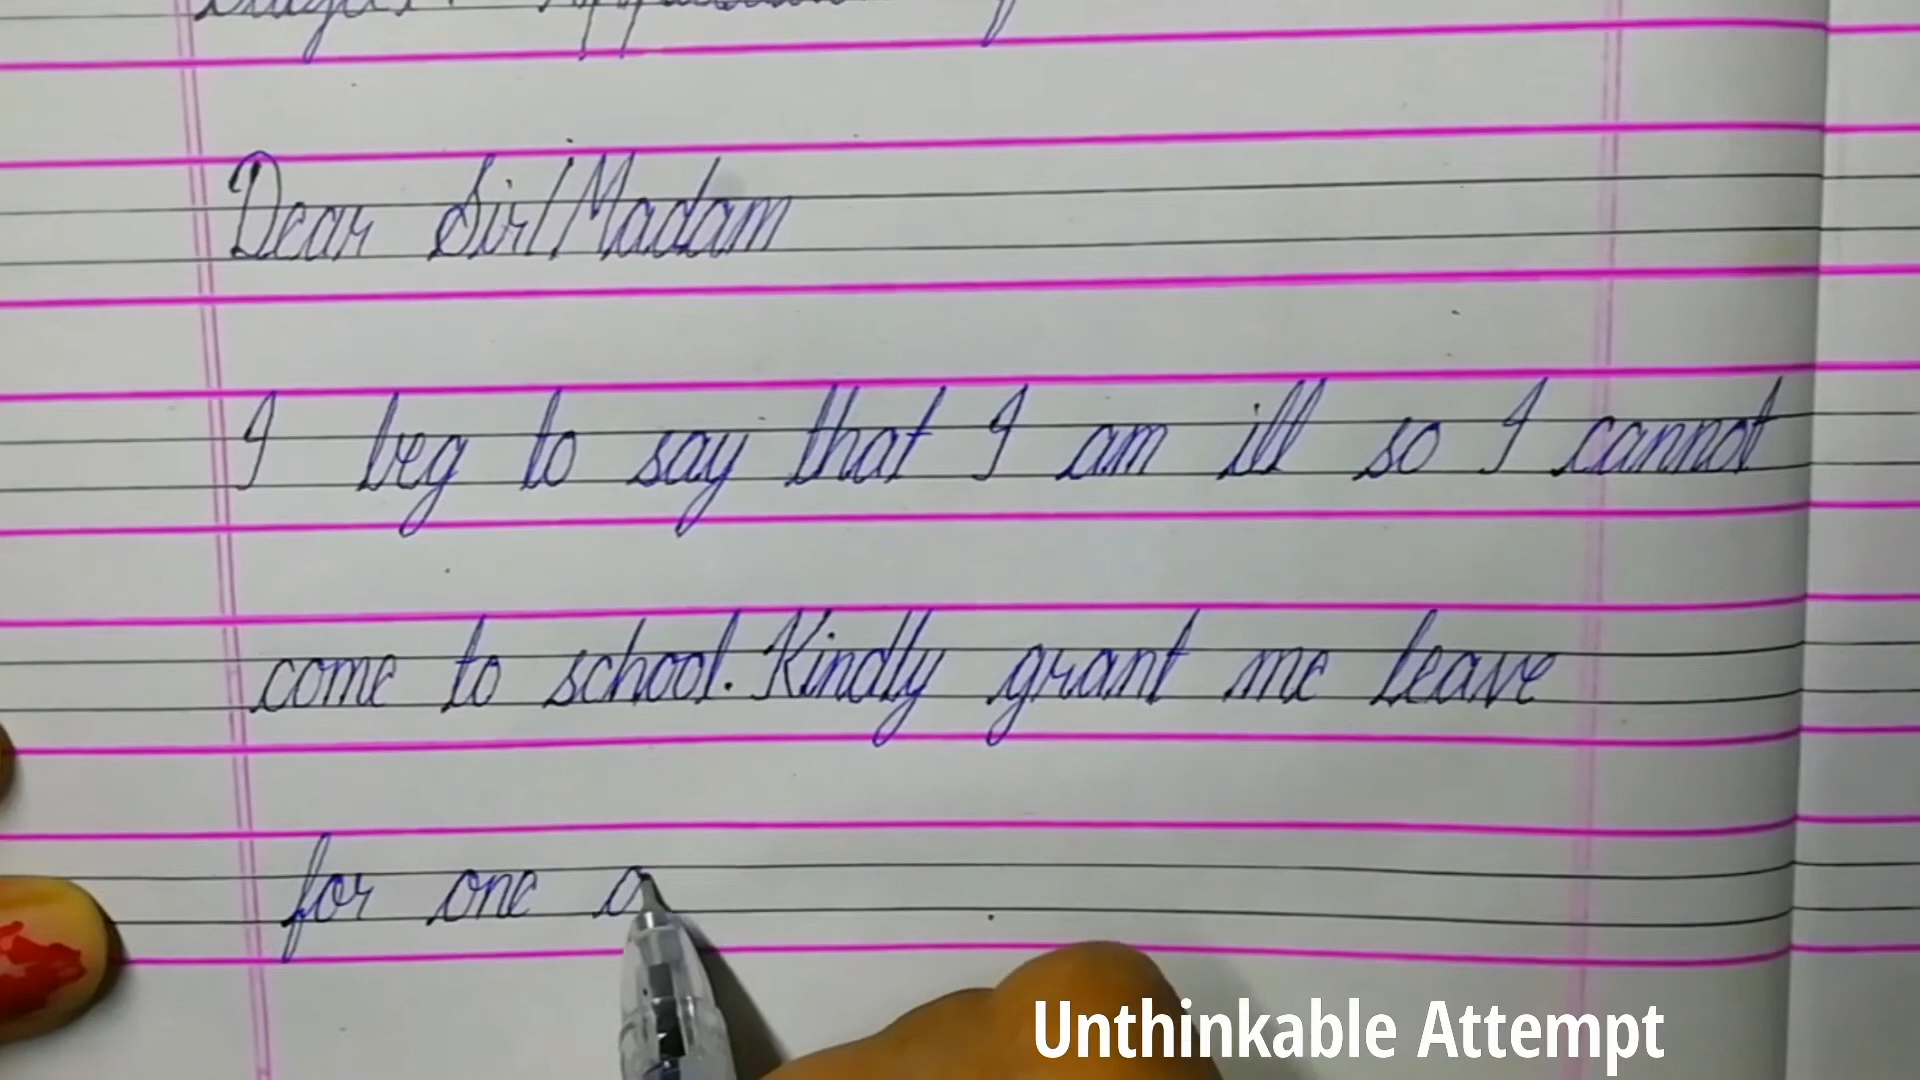 Dear Sir/Madam
I beg to say that I am ill so I cannot
come to school. Kindly grant me leave
for one
Unthinkable Attempt